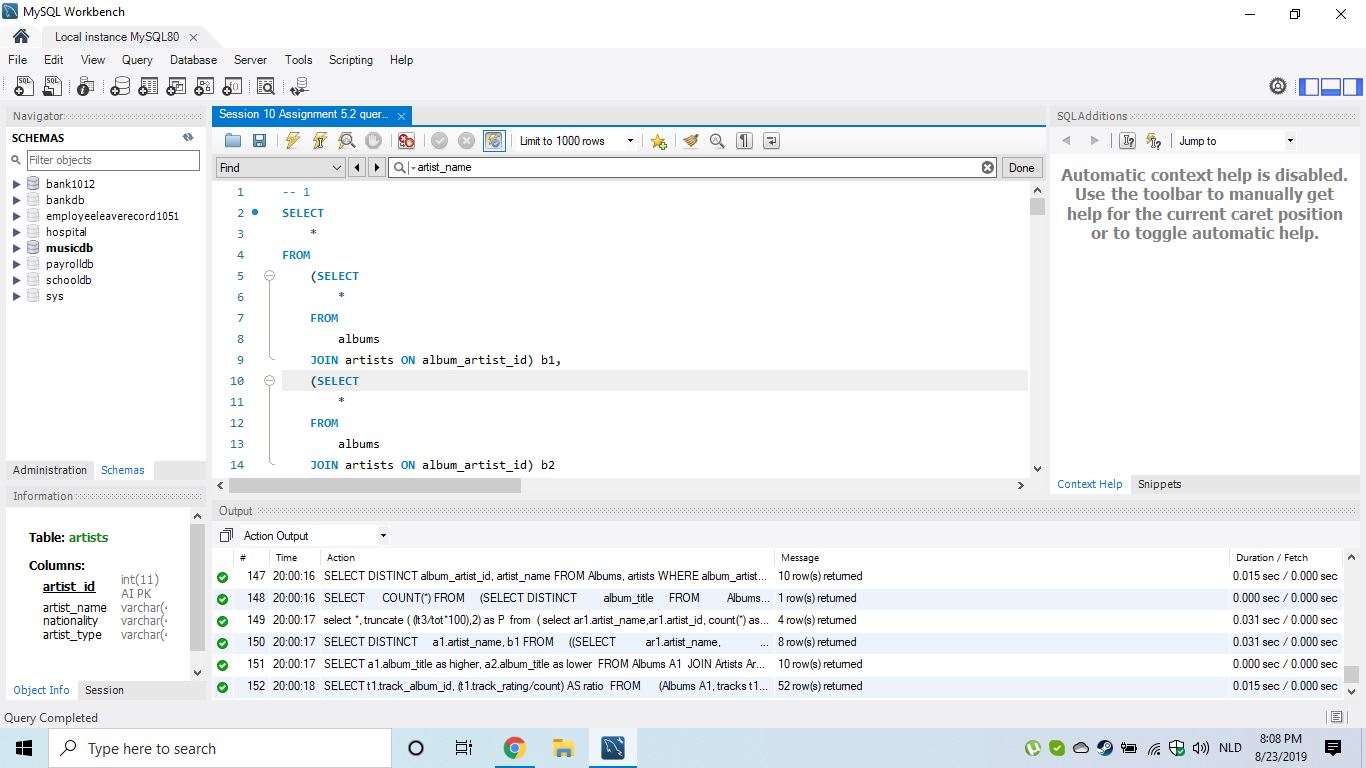 MySQL Workbench
Local instance MySQL80
File Edit View Query Database Server Tools Scripting Help
Navigator
SCHEMAS
Filter objects
bank1012
bankdb
employeeleaverecord1051
hospital
musicdb
payrolldb
schooldb
sys
Administration Schemas
Information
Table: artists
Columns:
artist_id int(11)
AI PK
artist_name varchar(4
nationality varchar(4
artist_type varchar(4
Object Info Session
Session 10 Assignment 5.2 quer...
Limit to 1000 rows
Find artist_name Done
1 -- 1
2 SELECT
3 *
4 FROM
5 (SELECT
6 *
7 FROM
8 albums
9 JOIN artists ON album_artist_id) b1,
10 (SELECT
11 *
12 FROM
13 albums
14 JOIN artists ON album_artist_id) b2
SQLAdditions
Jump to
Automatic context help is disabled.
Use the toolbar to manually get
help for the current caret position
or to toggle automatic help.
Context Help Snippets
Output
Action Output
# Time Action Message Duration / Fetch
147 20:00:16 SELECT DISTINCT album_artist_id, artist_name FROM Albums, artists WHERE album_artist... 10 row(s) returned 0.015 sec / 0.000 sec
148 20:00:16 SELECT COUNT(*) FROM (SELECT DISTINCT album_title FROM Albums... 1 row(s) returned 0.000 sec / 0.000 sec
149 20:00:17 select *, truncate ( (lt3/tot*100),2) as P from ( select ar1.artist_name,ar1.artist_id, count(*) as... 4 row(s) returned 0.031 sec / 0.000 sec
150 20:00:17 SELECT DISTINCT a1.artist_name, b1 FROM ((SELECT ar1.artist_name, ... 8 row(s) returned 0.031 sec / 0.000 sec
151 20:00:17 SELECT a1.album_title as higher, a2.album_title as lower FROM Albums A1 JOIN Artists Ar... 10 row(s) returned 0.000 sec / 0.000 sec
152 20:00:18 SELECT t1.track_album_id, (t1.track_rating/count) AS ratio FROM (Albums A1, tracks t1... 52 row(s) returned 0.015 sec / 0.000 sec
Query Completed
Type here to search
NLD
8:08 PM
8/23/2019